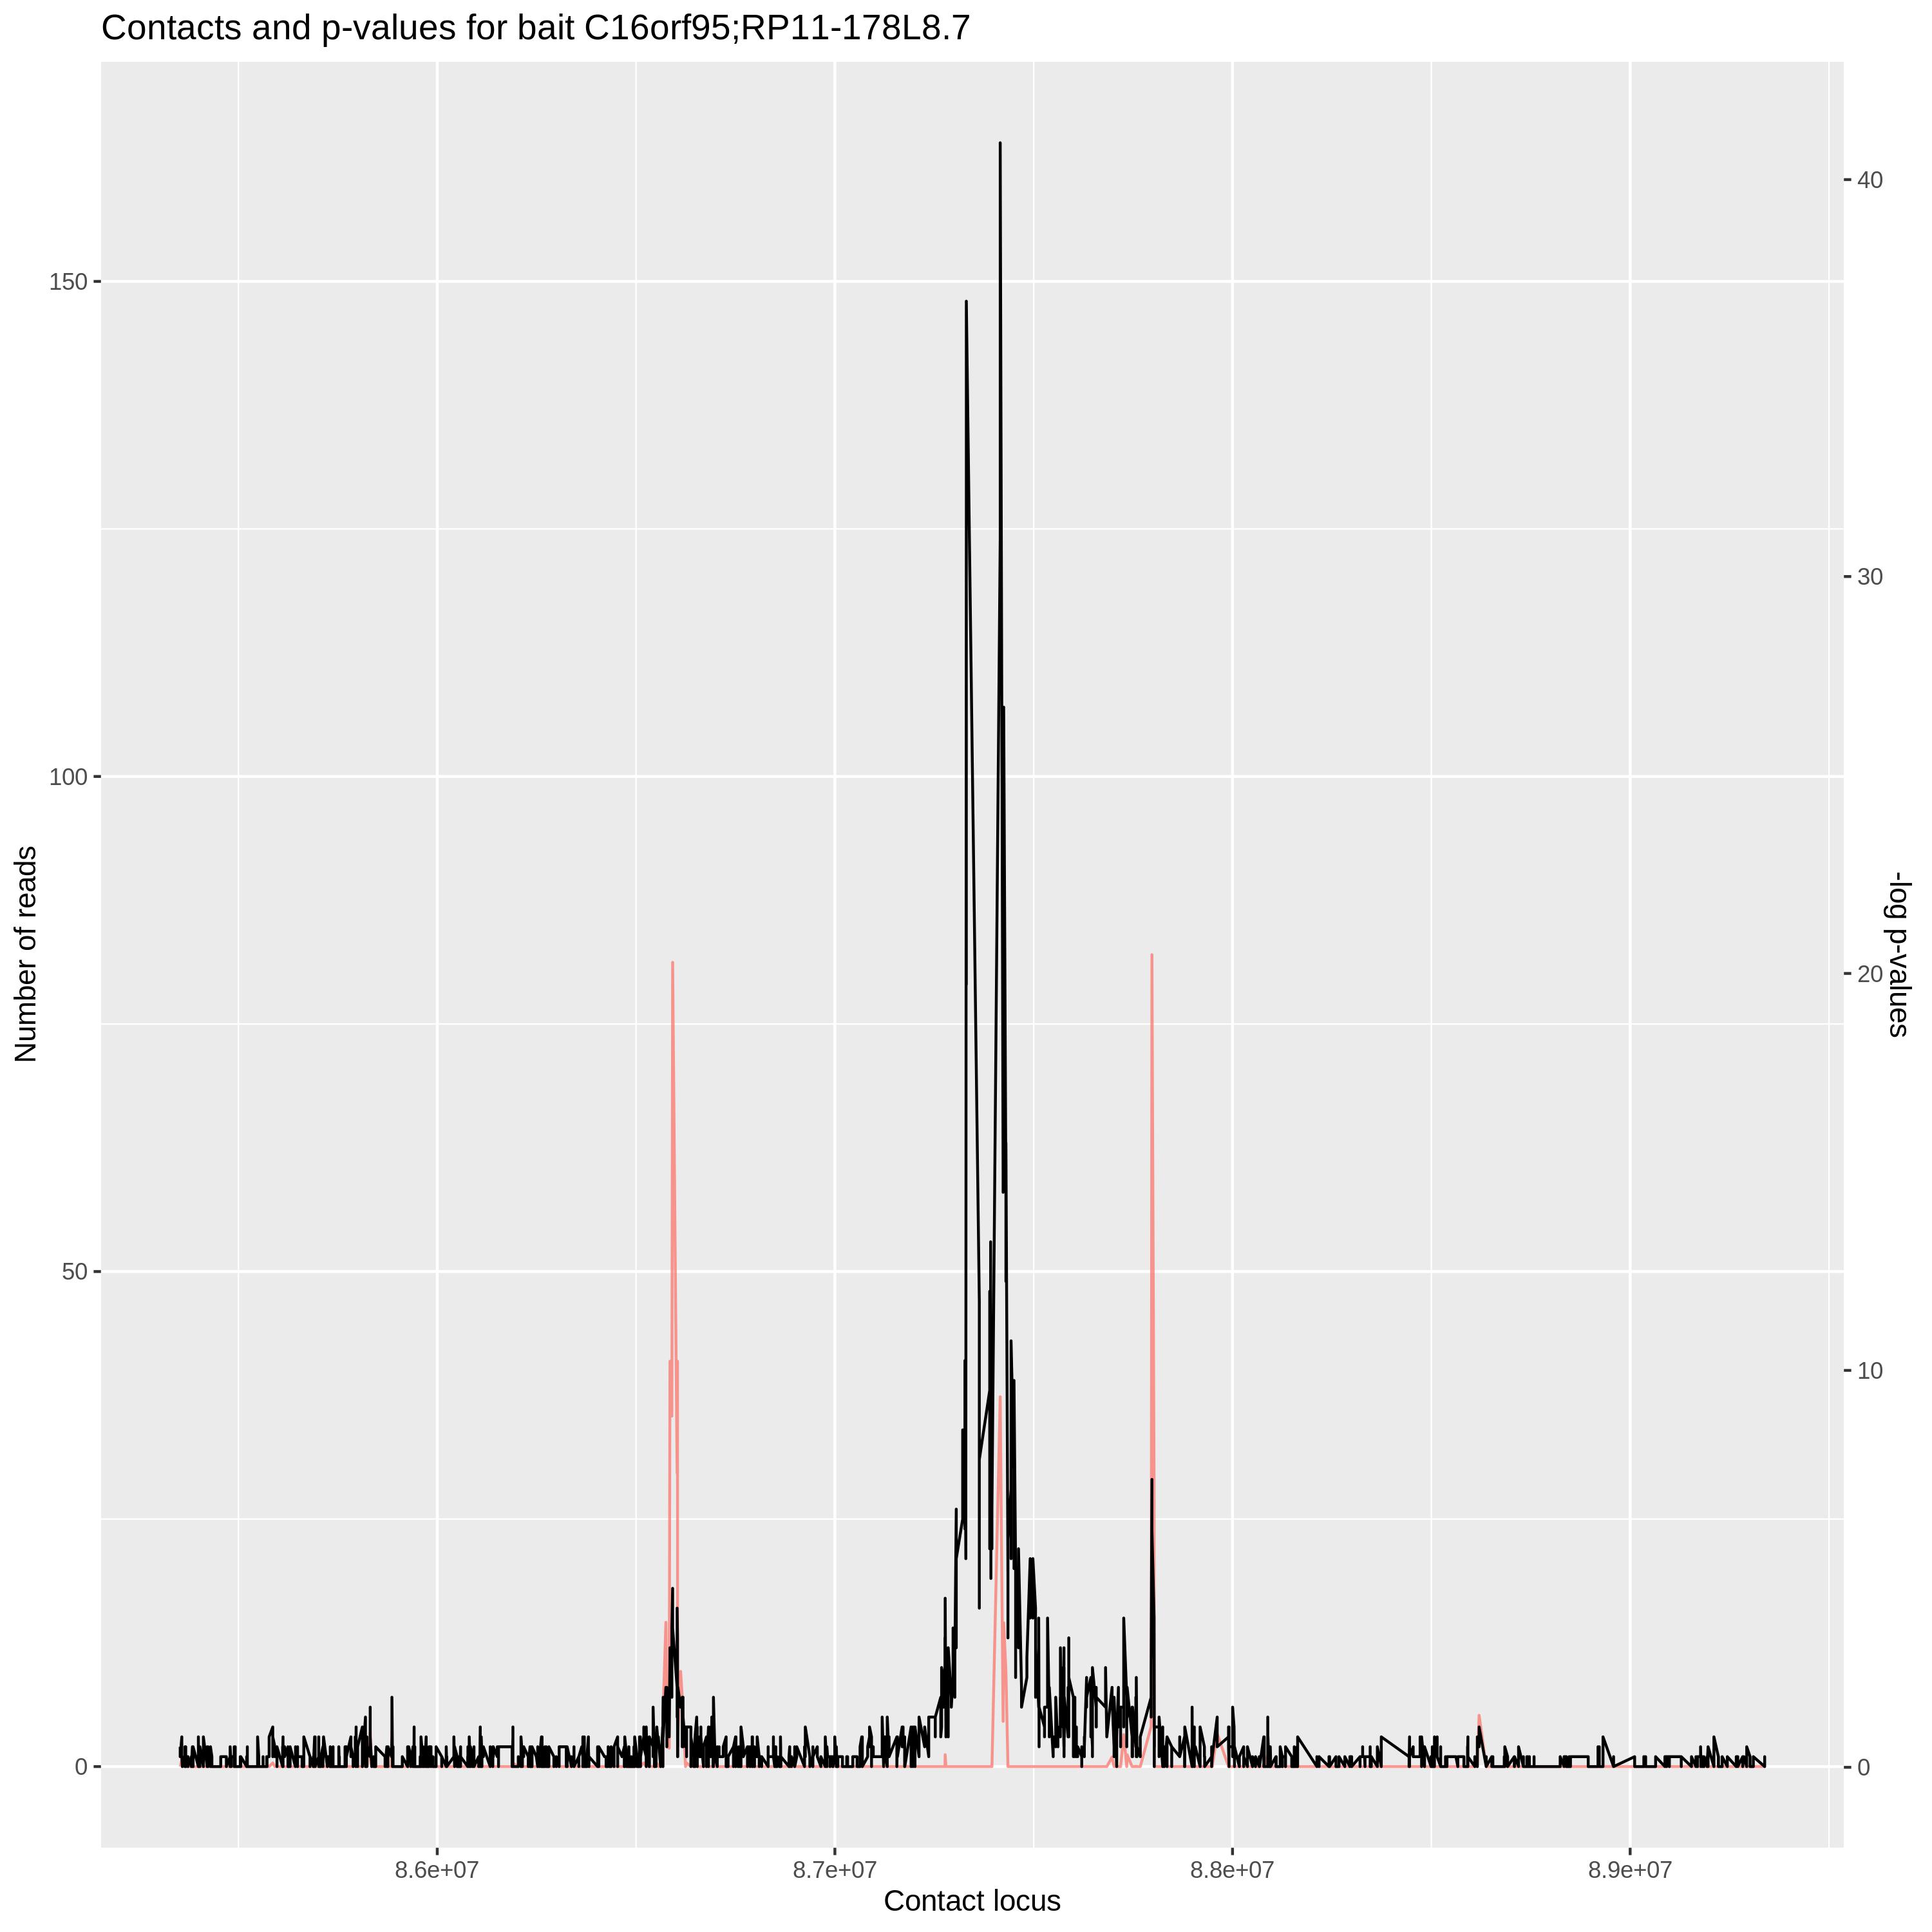 Contacts and p-values for bait C16orf95;RP11-178L8.7
150
100
50
0
Number of reads
40
30
20
10
0
-log p-values
8.6e+07
8.7e+07
8.8e+07
8.9e+07
Contact locus